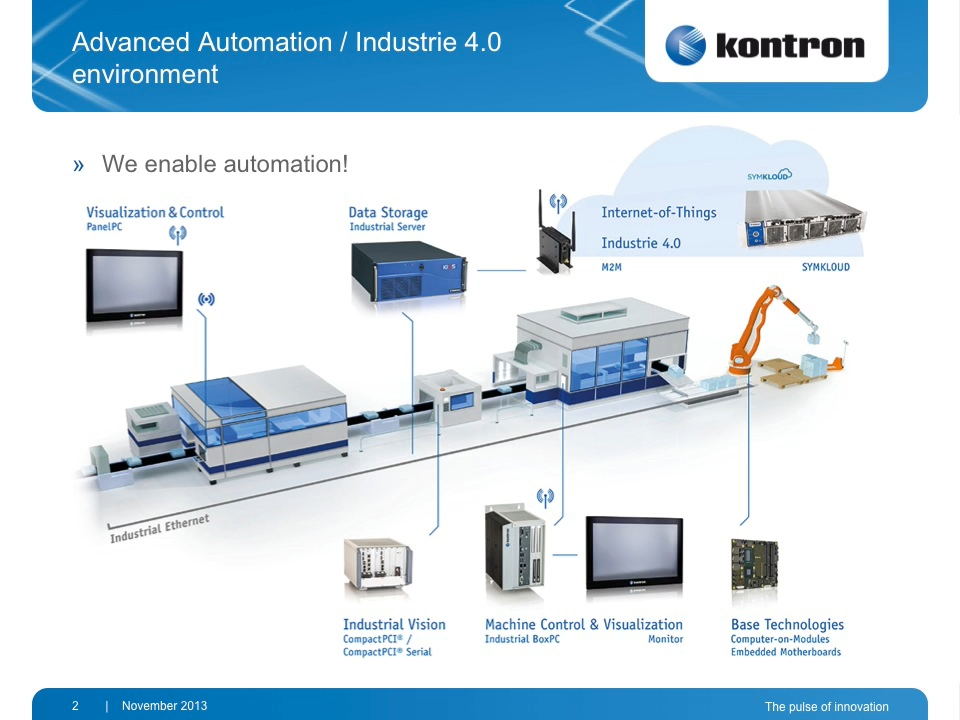 Advanced Automation / Industrie 4.0
environment
kontron
» We enable automation!
SYMKLOUD
Visualization & Control
PanelPC
Data Storage
Industrial Server
Internet-of-Things
Industrie 4.0
M2M
SYMKLOUD
kontron
Industrial Ethernet
kontron
Industrial Vision
CompactPCI® /
CompactPCI® Serial
Machine Control & Visualization
Industrial BoxPC
Monitor
Base Technologies
Computer-on-Modules
Embedded Motherboards
2 | November 2013
The pulse of innovation